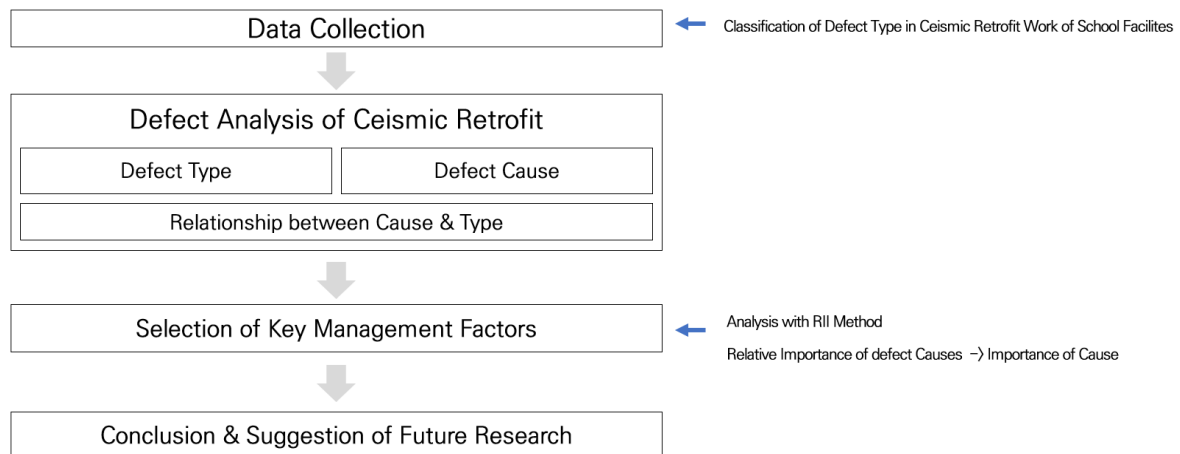 Data Collection
Classification of Defect Type in Ceismic Retrofit Work of School Facilites
Defect Analysis of Ceismic Retrofit
Defect Type
Defect Cause
Relationship between Cause & Type
Selection of Key Management Factors
Analysis with RII Method
Relative Importance of defect Causes -> Importance of Cause
Conclusion & Suggestion of Future Research